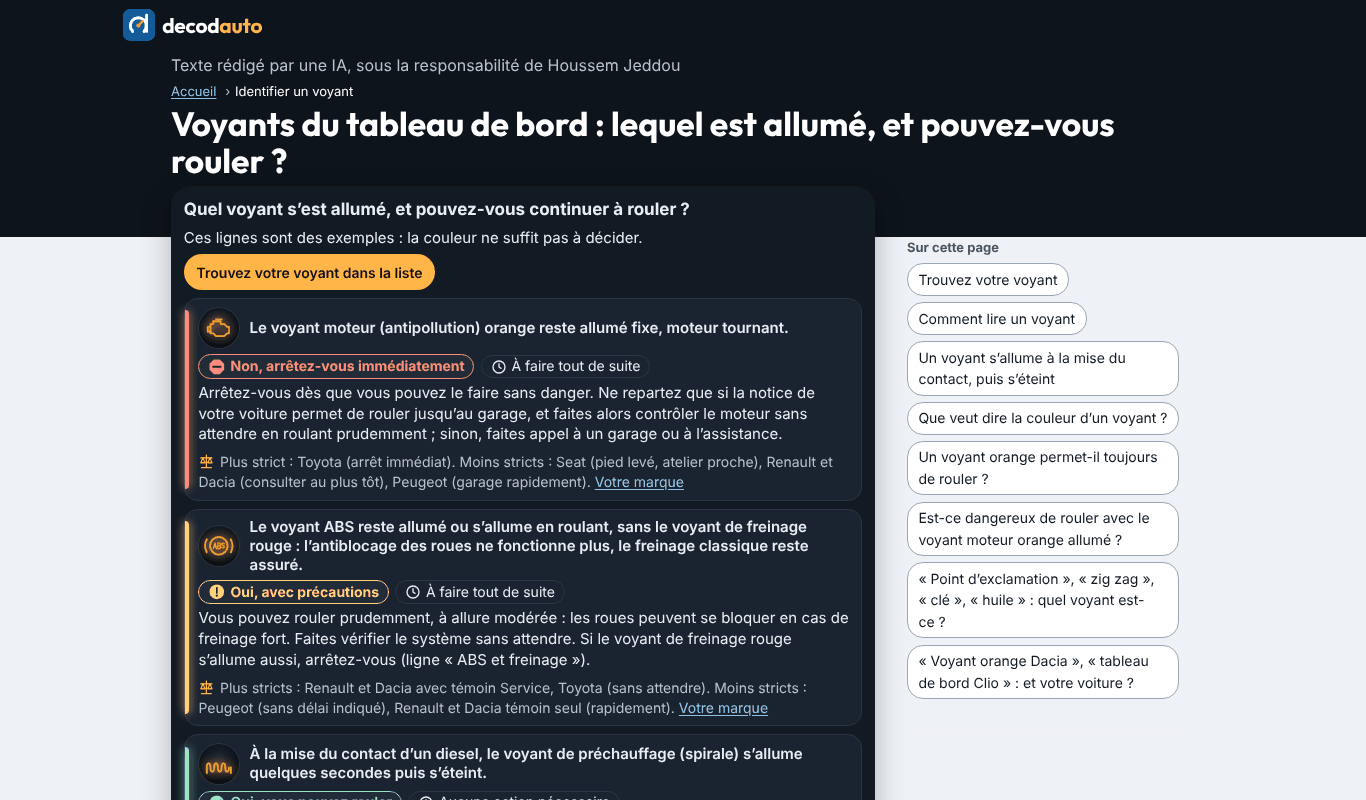 decodauto
Texte rédigé par une IA, sous la responsabilité de Houssem Jeddou
Accueil › Identifier un voyant
Voyants du tableau de bord : lequel est allumé, et pouvez-vous
rouler ?
Quel voyant s’est allumé, et pouvez-vous continuer à rouler ?
Ces lignes sont des exemples : la couleur ne suffit pas à décider.
Trouvez votre voyant dans la liste
Le voyant moteur (antipollution) orange reste allumé fixe, moteur tournant.
Non, arrêtez-vous immédiatement À faire tout de suite
Arrêtez-vous dès que vous pouvez le faire sans danger. Ne repartez que si la notice de
votre voiture permet de rouler jusqu’au garage, et faites alors contrôler le moteur sans
attendre en roulant prudemment ; sinon, faites appel à un garage ou à l’assistance.
Plus strict : Toyota (arrêt immédiat). Moins stricts : Seat (pied levé, atelier proche), Renault et
Dacia (consulter au plus tôt), Peugeot (garage rapidement). Votre marque
ABS
Le voyant ABS reste allumé ou s’allume en roulant, sans le voyant de freinage
rouge : l’antiblocage des roues ne fonctionne plus, le freinage classique reste
assuré.
Oui, avec précautions À faire tout de suite
Vous pouvez rouler prudemment, à allure modérée : les roues peuvent se bloquer en cas de
freinage fort. Faites vérifier le système sans attendre. Si le voyant de freinage rouge
s’allume aussi, arrêtez-vous (ligne « ABS et freinage »).
Plus stricts : Renault et Dacia avec témoin Service, Toyota (sans attendre). Moins stricts :
Peugeot (sans délai indiqué), Renault et Dacia témoin seul (rapidement). Votre marque
À la mise du contact d’un diesel, le voyant de préchauffage (spirale) s’allume
quelques secondes puis s’éteint.
Oui, vous pouvez rouler Aucune action nécessaire
Sur cette page
Trouvez votre voyant
Comment lire un voyant
Un voyant s’allume à la mise du
contact, puis s’éteint
Que veut dire la couleur d’un voyant ?
Un voyant orange permet-il toujours
de rouler ?
Est-ce dangereux de rouler avec le
voyant moteur orange allumé ?
« Point d’exclamation », « zig zag »,
« clé », « huile » : quel voyant est-
ce ?
« Voyant orange Dacia », « tableau
de bord Clio » : et votre voiture ?